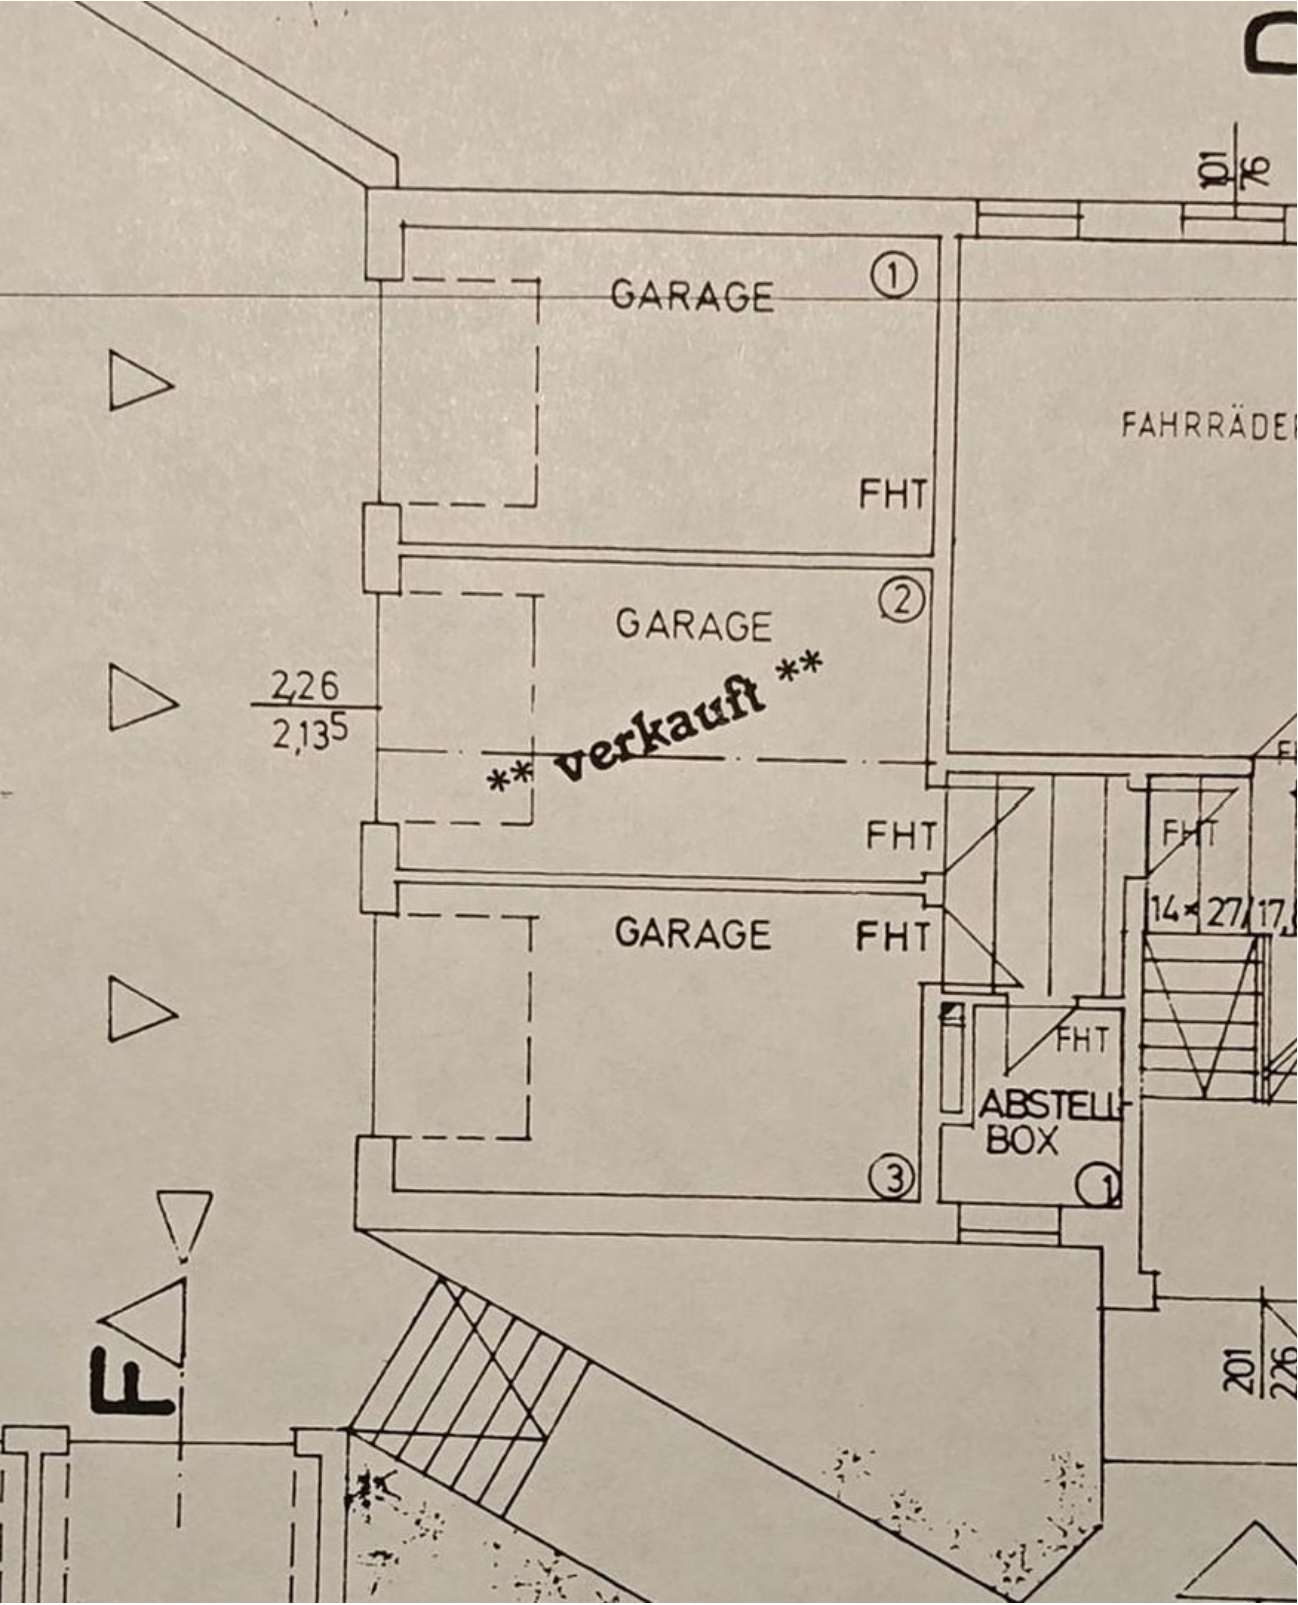 D
101
76
1
GARAGE
FAHRRÄDE
FHT
2
GARAGE
2,26
2,13⁵
** verkauft **
FHT
FHT
14 × 27/17,
GARAGE
FHT
FHT
ABSTELL-
BOX
3
1
F
201
226